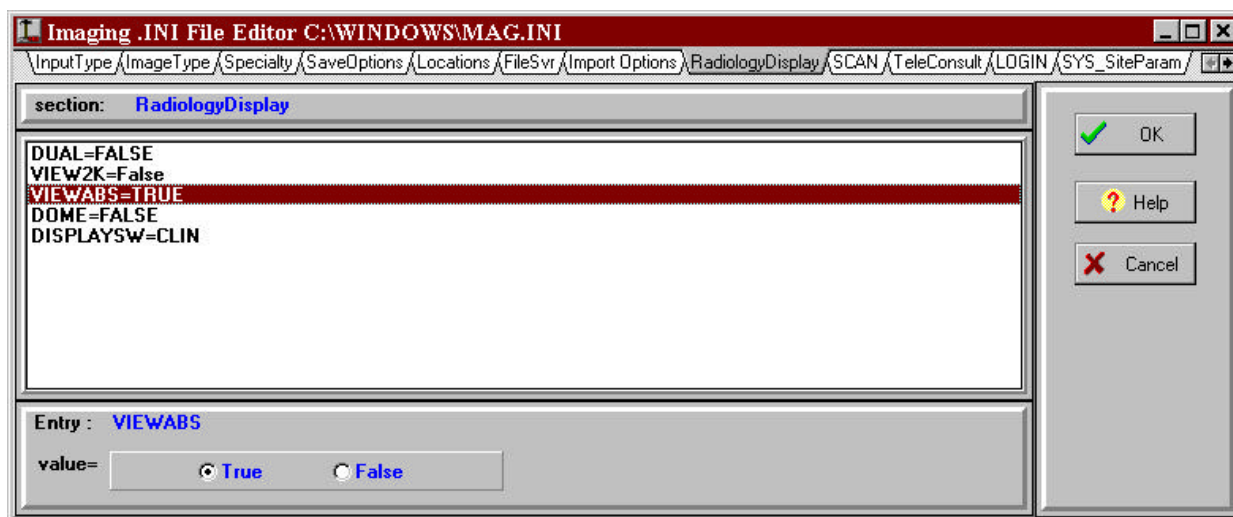 Imaging .INI File Editor C:\WINDOWS\MAG.INI
InputType ImageType Specialty SaveOptions Locations FileSvr Import Options RadiologyDisplay SCAN TeleConsult LOGIN SYS_SiteParam
section: RadiologyDisplay
DUAL=FALSE
VIEW2K=False
VIEWABS=TRUE
DOME=FALSE
DISPLAYSW=CLIN
OK
Help
Cancel
Entry : VIEWABS
value= True False